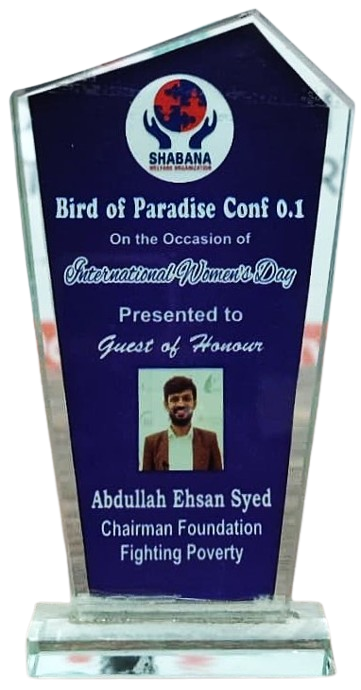 SHABANA
WELFARE ORGANIZATION
Bird of Paradise Conf 0.1
On the Occasion of
International Women's Day
Presented to
Guest of Honour
Abdullah Ehsan Syed
Chairman Foundation
Fighting Poverty